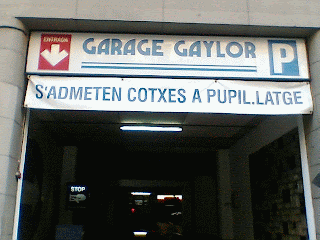 ENTRADA
GARAGE GAYLOR P
S'ADMETEN COTXES A PUPIL.LATGE
STOP